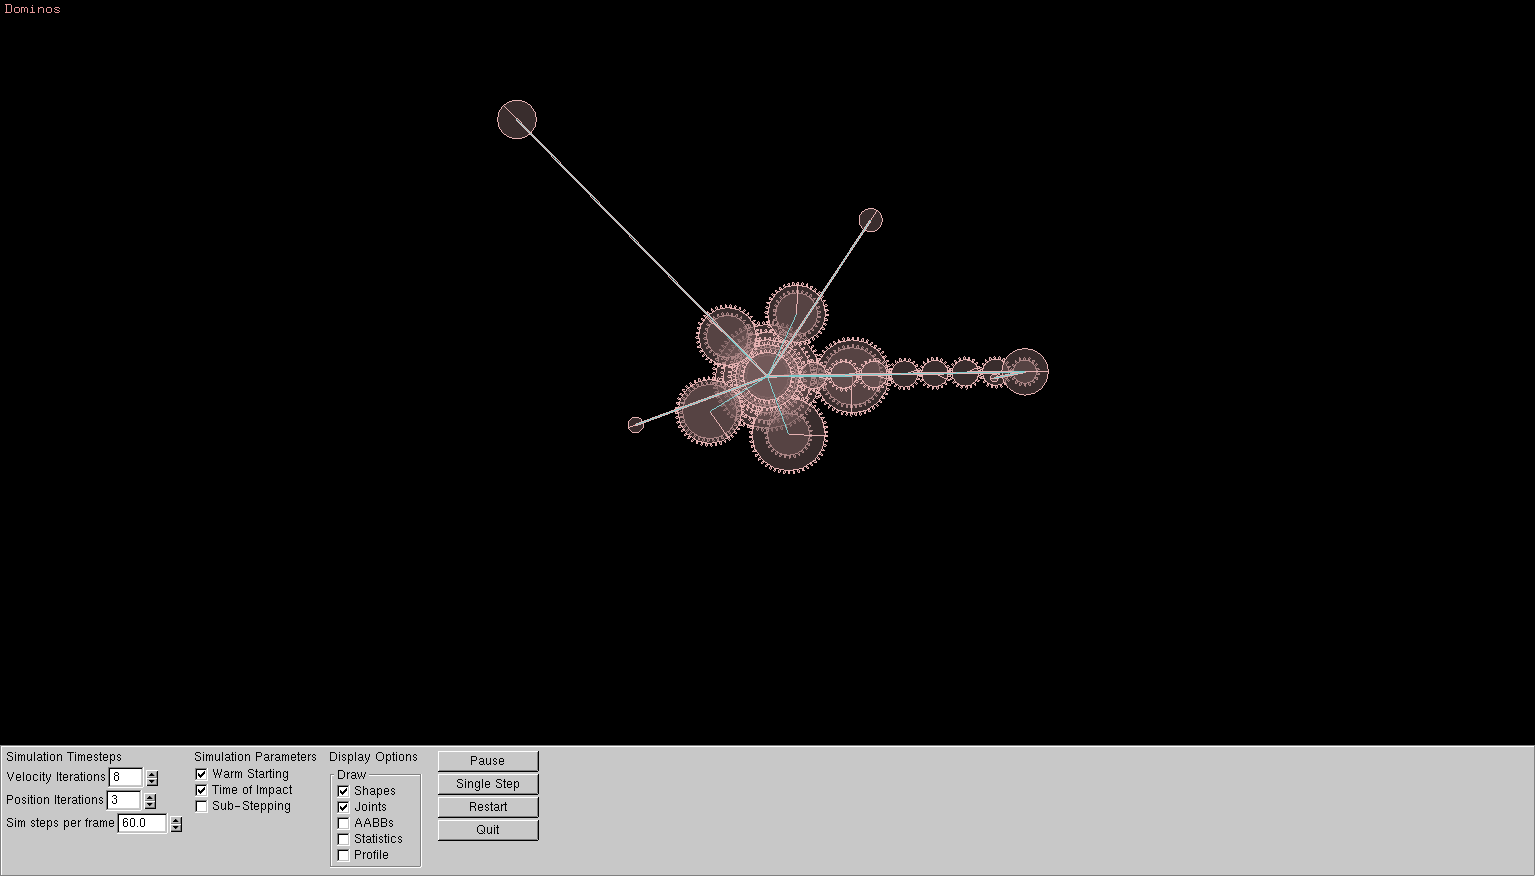 Dominos
Simulation Timesteps
Velocity Iterations 8
Position Iterations 3
Sim steps per frame 60.0
Simulation Parameters
Warm Starting
Time of Impact
Sub-Stepping
Display Options
Draw
Shapes
Joints
AABBs
Statistics
Profile
Pause
Single Step
Restart
Quit